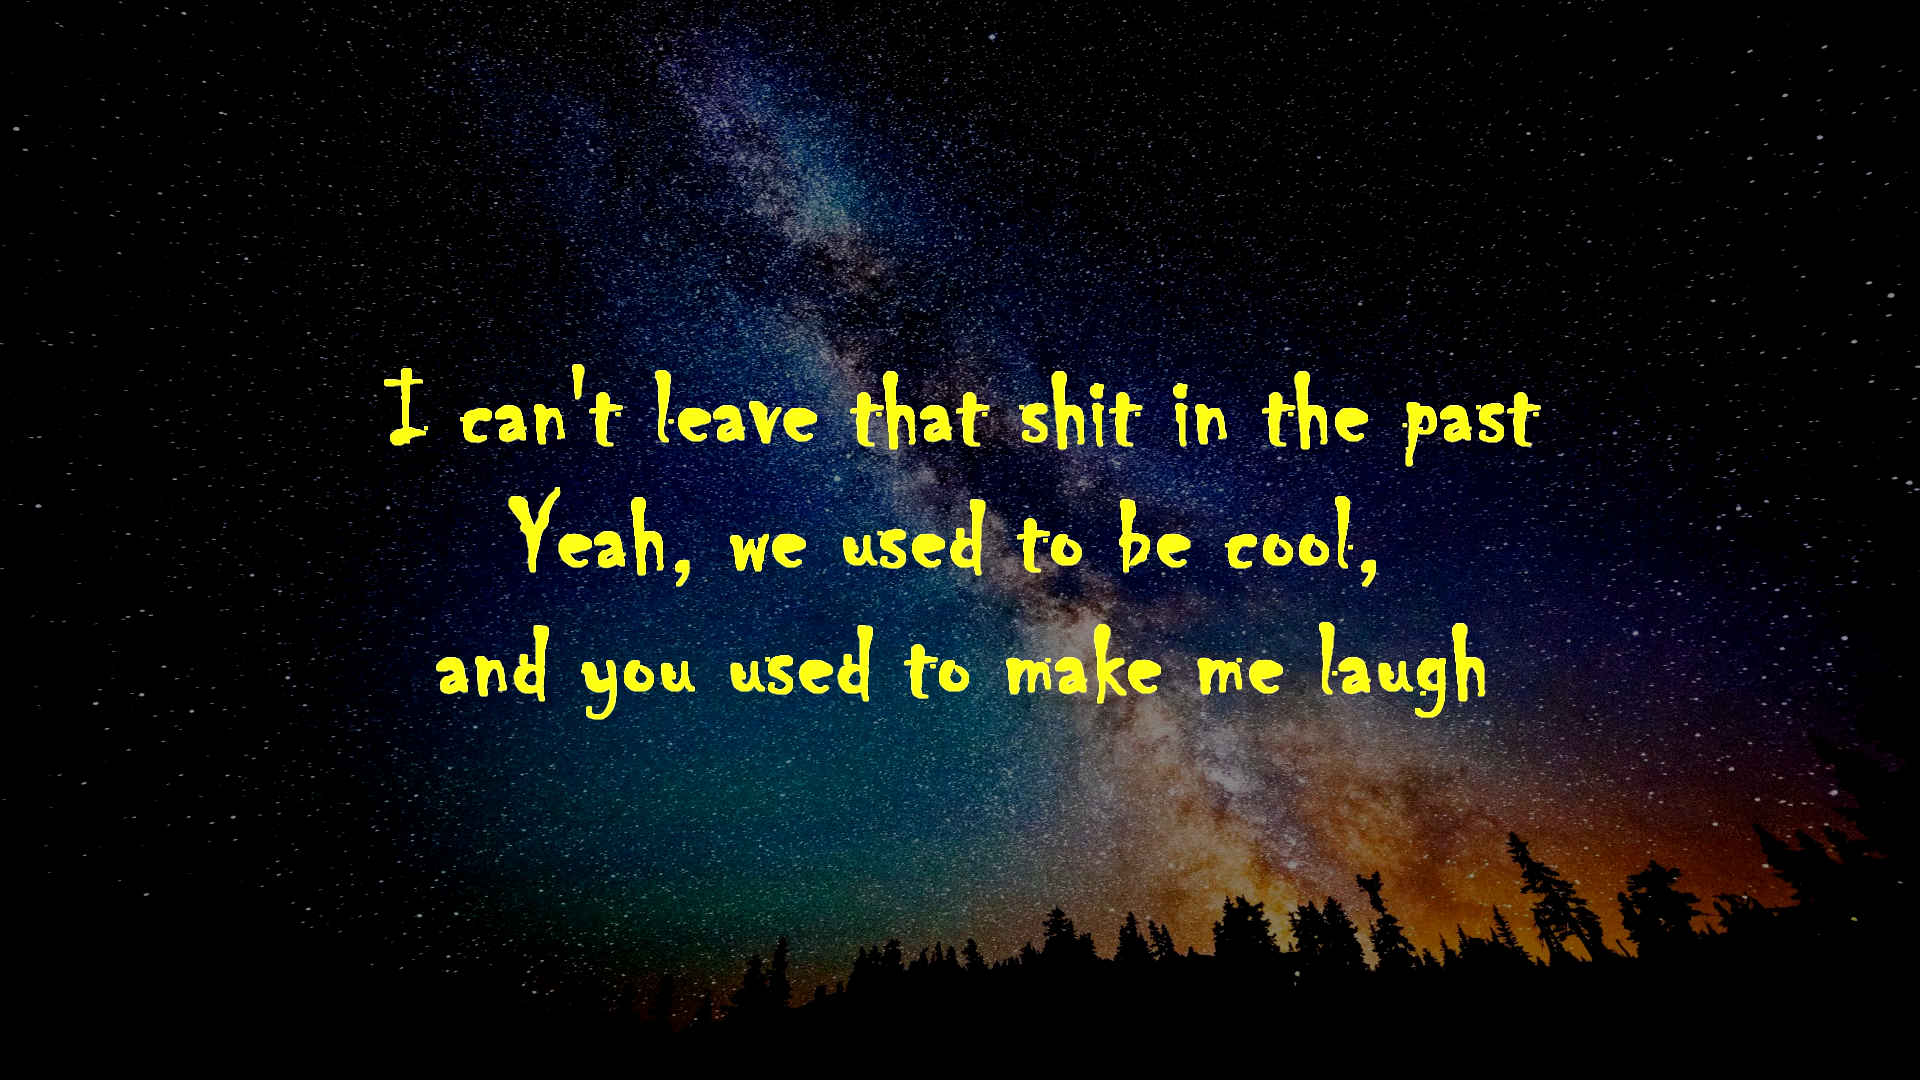 I can't leave that shit in the past
Yeah, we used to be cool,
and you used to make me laugh